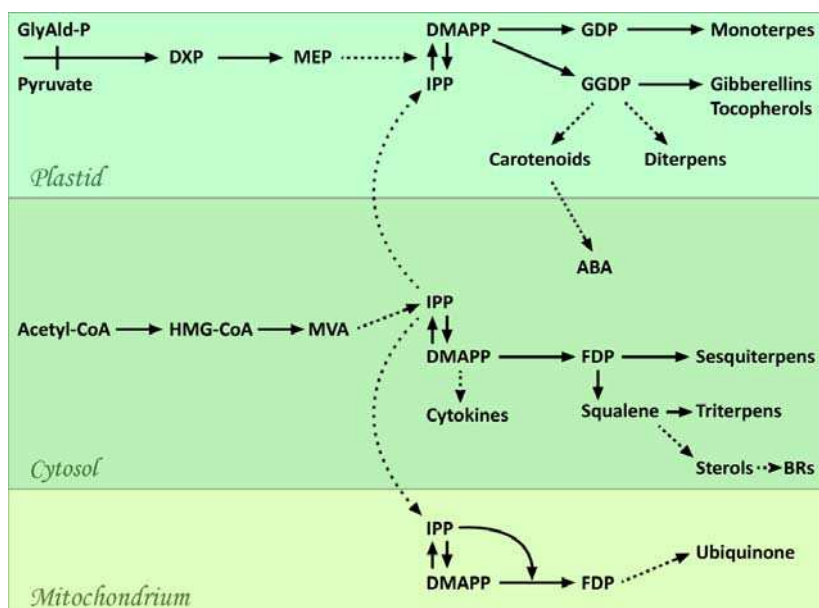 GlyAld-P
Pyruvate
DXP
MEP
DMAPP
IPP
GDP
Monoterpes
GGDP
Gibberellins
Tocopherols
Carotenoids
Diterpens
Plastid
ABA
Acetyl-CoA
HMG-CoA
MVA
IPP
DMAPP
FDP
Sesquiterpens
Cytokines
Squalene
Triterpens
Sterols
BRs
Cytosol
IPP
DMAPP
FDP
Ubiquinone
Mitochondrium